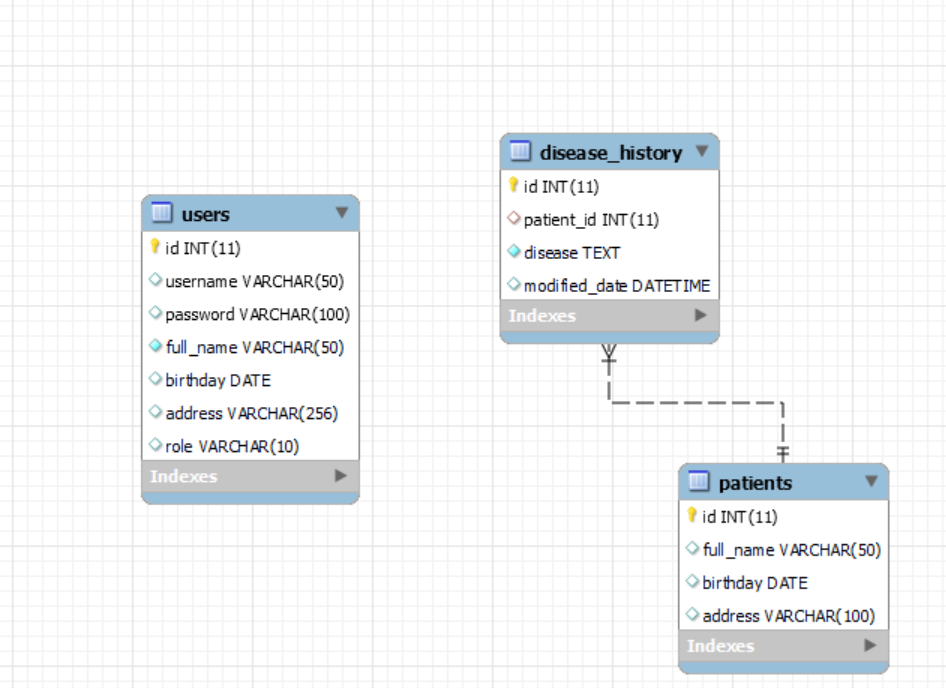 users
id INT(11)
username VARCHAR(50)
password VARCHAR(100)
full_name VARCHAR(50)
birthday DATE
address VARCHAR(256)
role VARCHAR(10)
Indexes
disease_history
id INT(11)
patient_id INT(11)
disease TEXT
modified_date DATETIME
Indexes
patients
id INT(11)
full_name VARCHAR(50)
birthday DATE
address VARCHAR(100)
Indexes